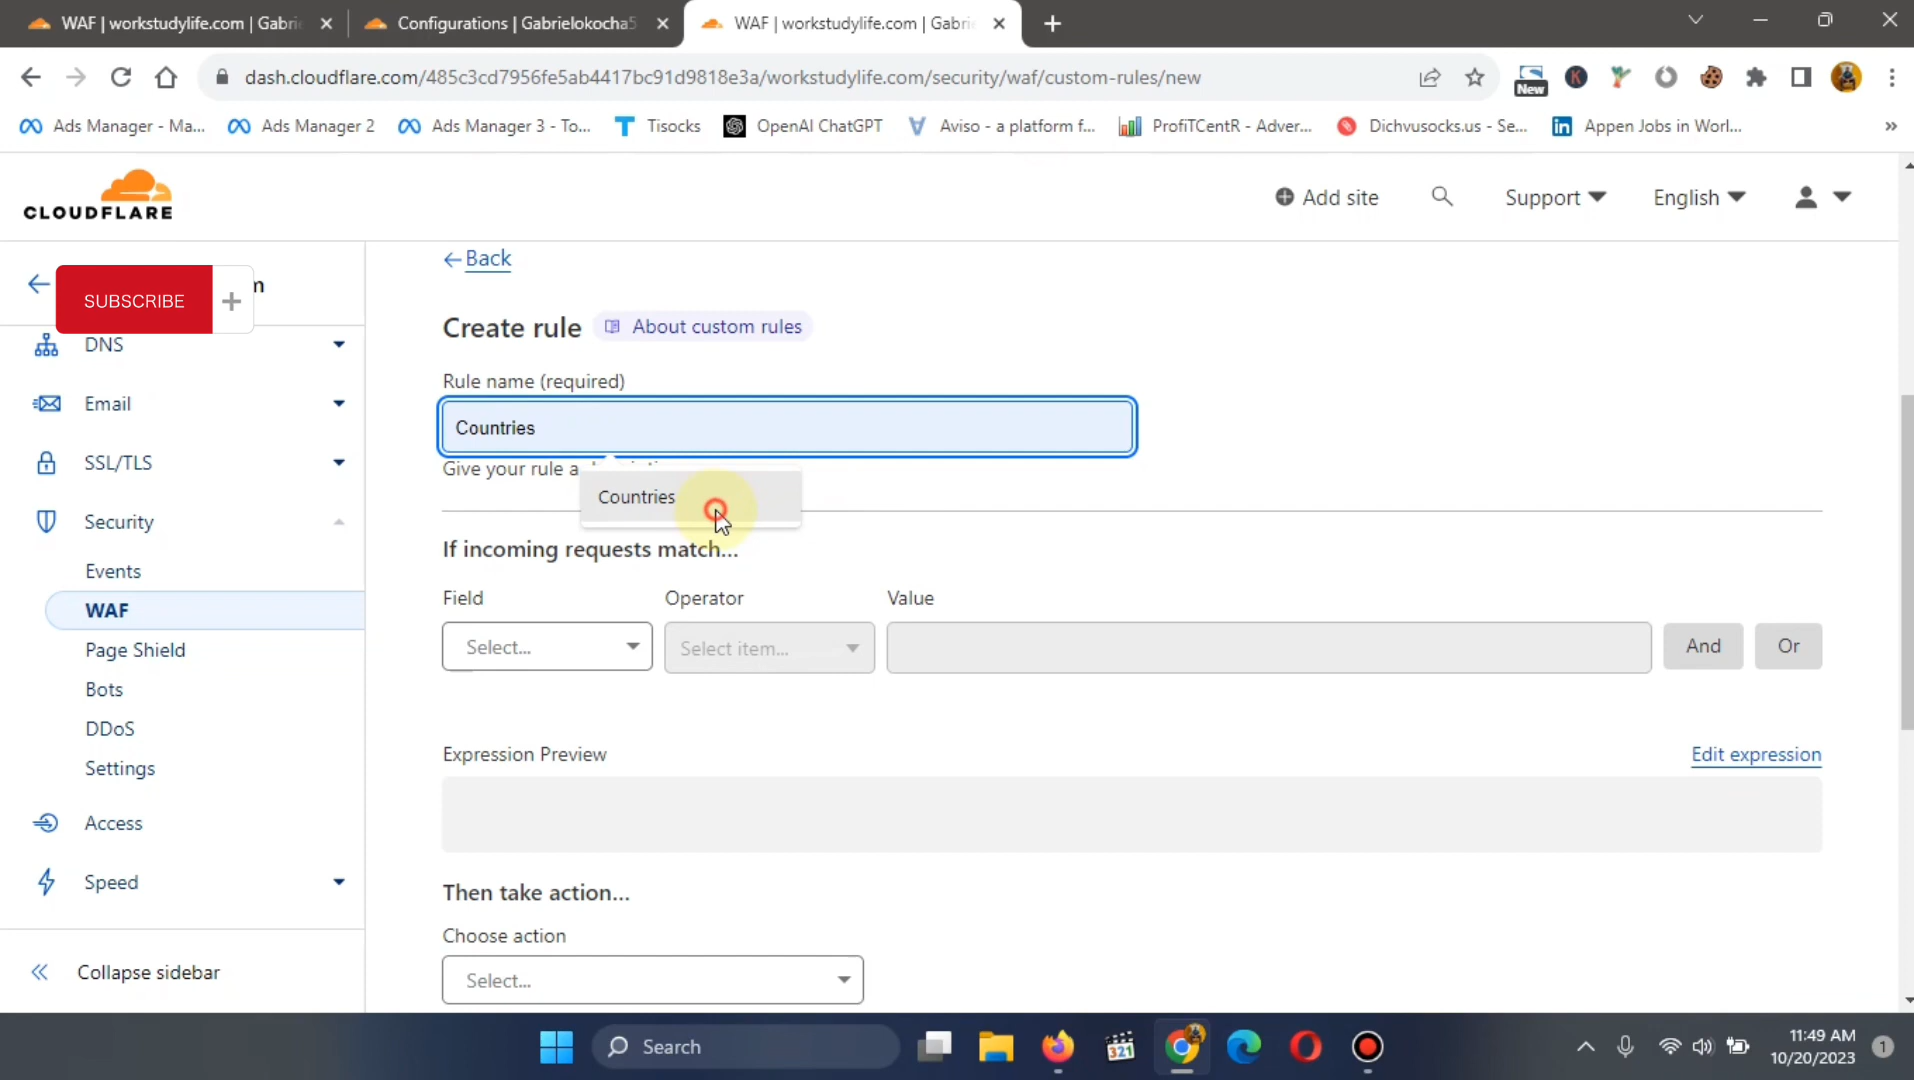 WAF | workstudylife.com | Gabri
Configurations | Gabrielokocha5
WAF | workstudylife.com | Gabri
dash.cloudflare.com/485c3cd7956fe5ab4417bc91d9818e3a/workstudylife.com/security/waf/custom-rules/new
New
K
Ads Manager - Ma...
Ads Manager 2
Ads Manager 3 - To...
Tisocks
OpenAI ChatGPT
Aviso - a platform f...
ProfiTCentR - Adver...
Dichvusocks.us - Se...
Appen Jobs in Worl...
CLOUDFLARE
Add site
Support
English
SUBSCRIBE
DNS
Email
SSL/TLS
Security
Events
WAF
Page Shield
Bots
DDoS
Settings
Access
Speed
Collapse sidebar
Back
Create rule
About custom rules
Rule name (required)
Countries
Give your rule a
Countries
If incoming requests match...
Field
Operator
Value
Select...
Select item...
And
Or
Expression Preview
Edit expression
Then take action...
Choose action
Select...
Search
321
11:49 AM
10/20/2023
1